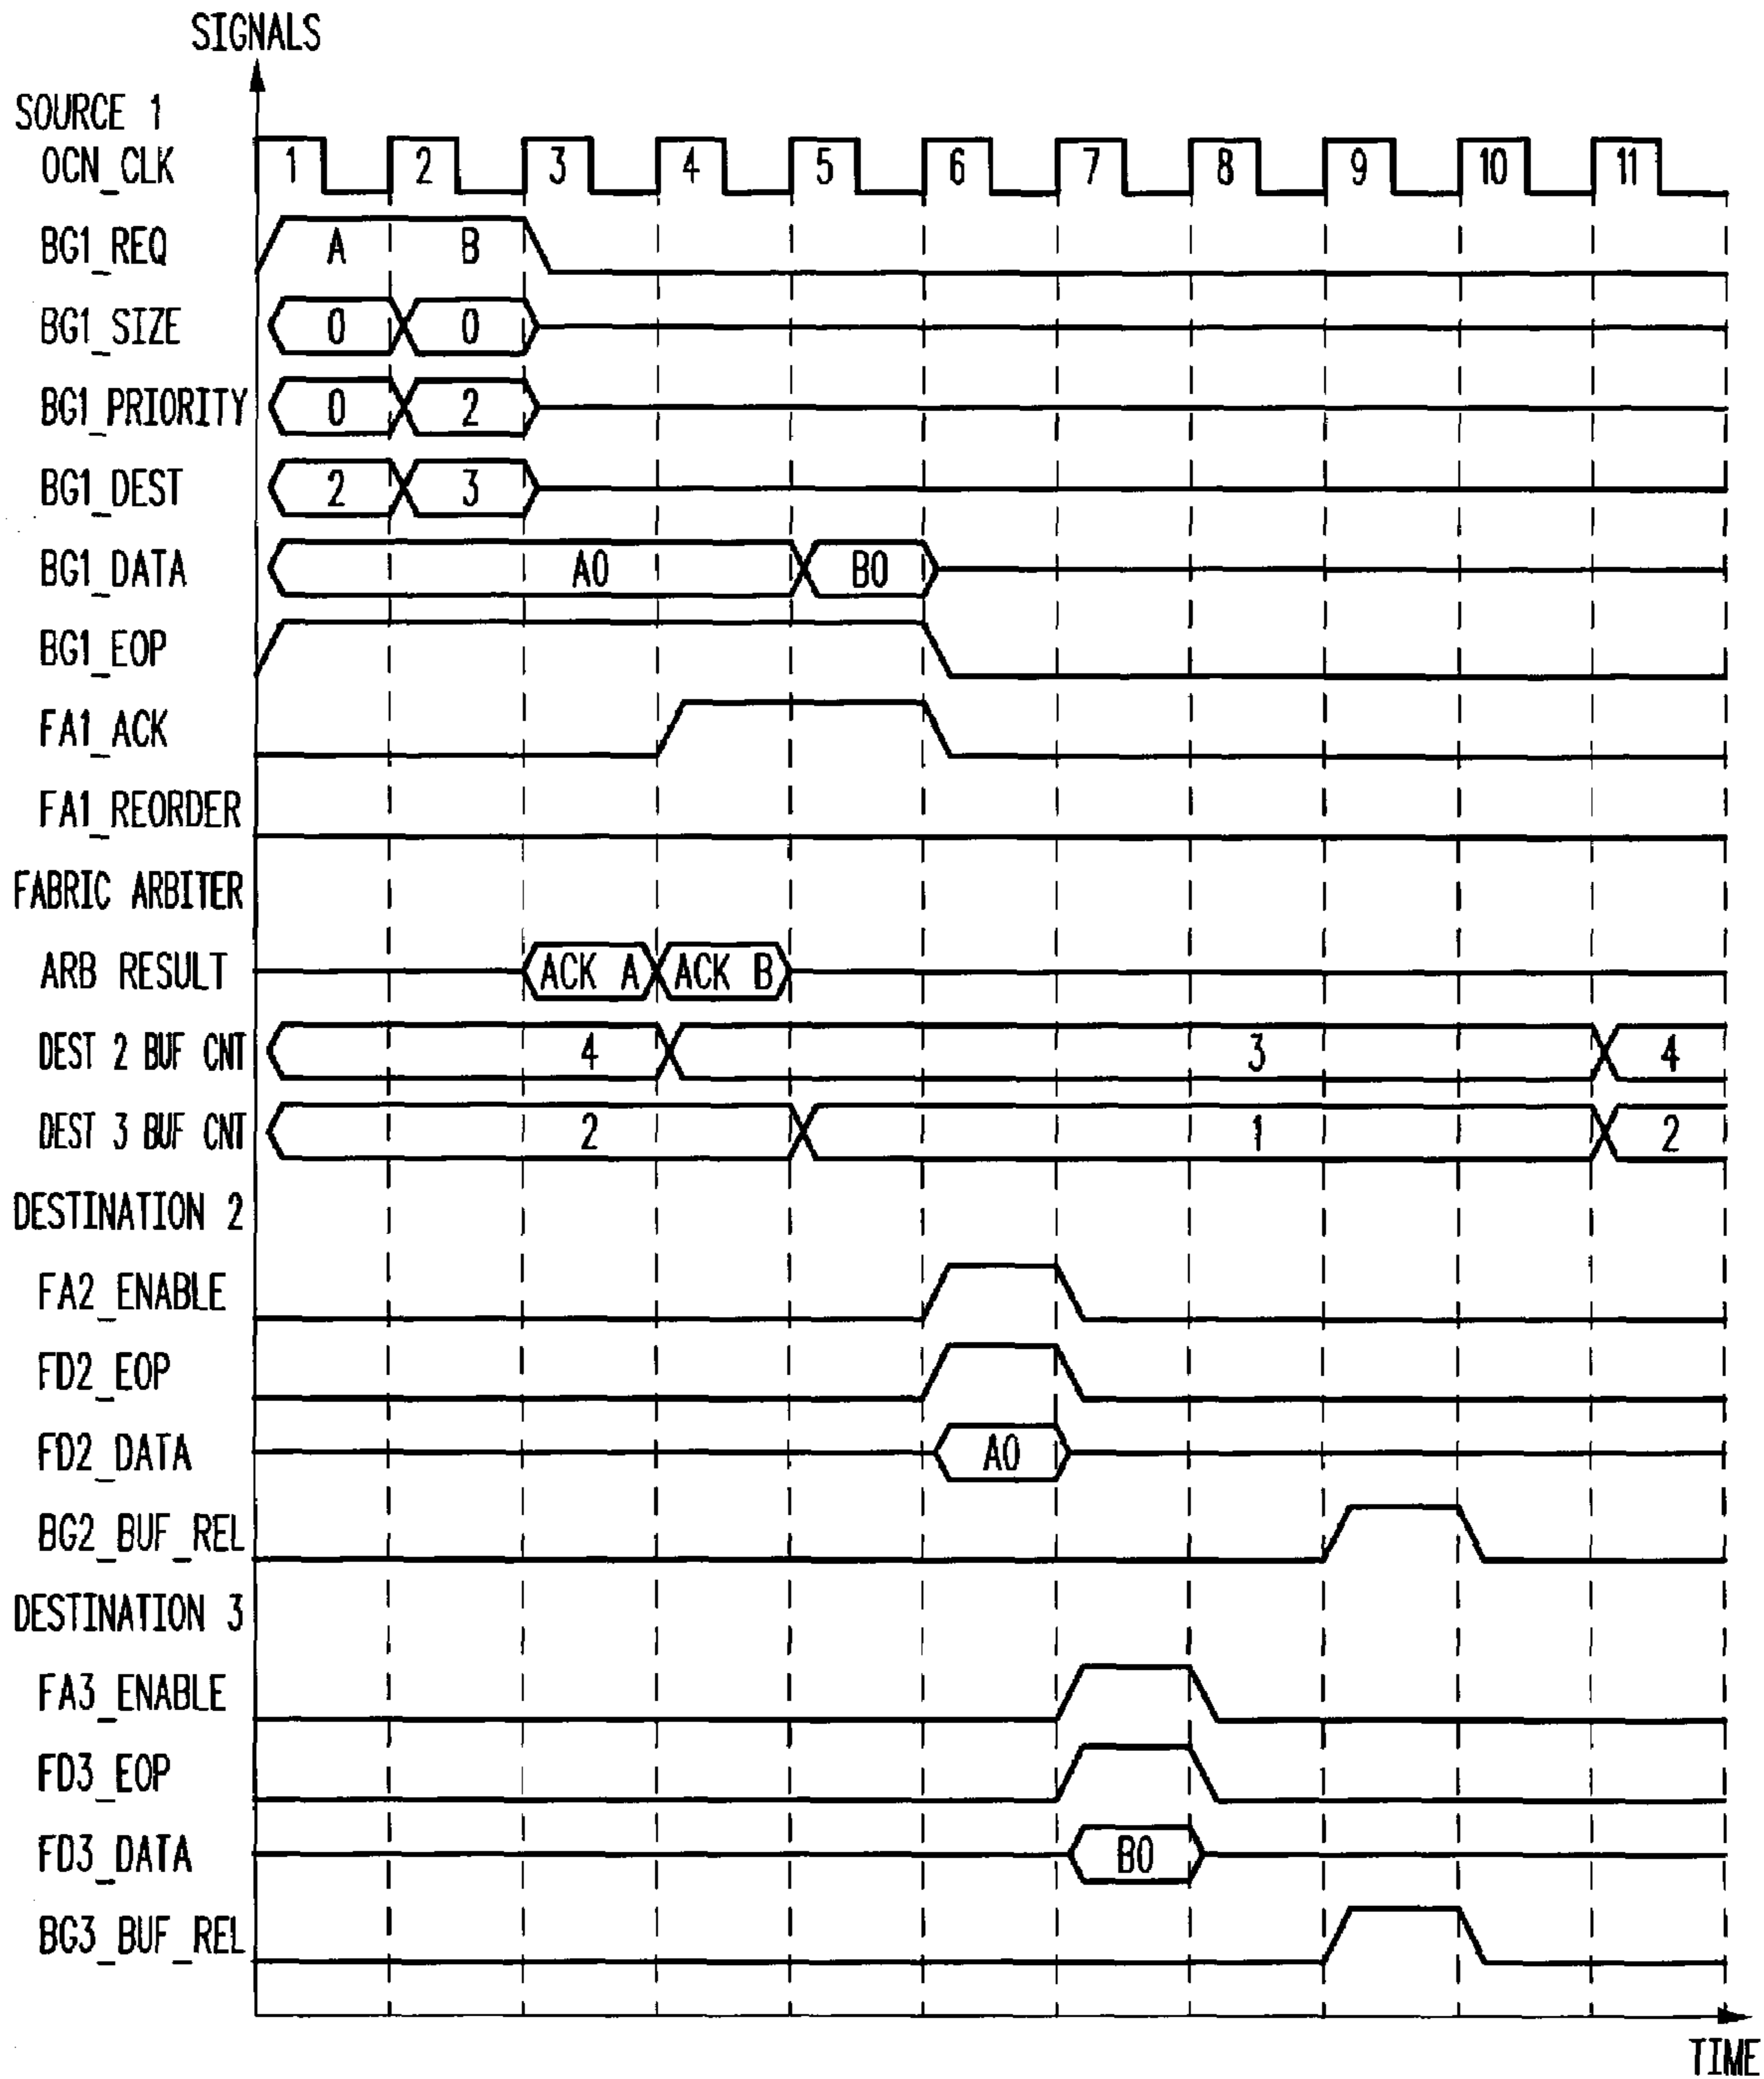 SIGNALS
SOURCE 1
OCN_CLK 1 2 3 4 5 6 7 8 9 10 11
BG1_REQ A B
BG1_SIZE 0 0
BG1_PRIORITY 0 2
BG1_DEST 2 3
BG1_DATA A0 B0
BG1_EOP
FA1_ACK
FA1_REORDER
FABRIC ARBITER
ARB RESULT ACK A ACK B
DEST 2 BUF CNT 4 3 4
DEST 3 BUF CNT 2 1 2
DESTINATION 2
FA2_ENABLE
FD2_EOP
FD2_DATA A0
BG2_BUF_REL
DESTINATION 3
FA3_ENABLE
FD3_EOP
FD3_DATA B0
BG3_BUF_REL
TIME